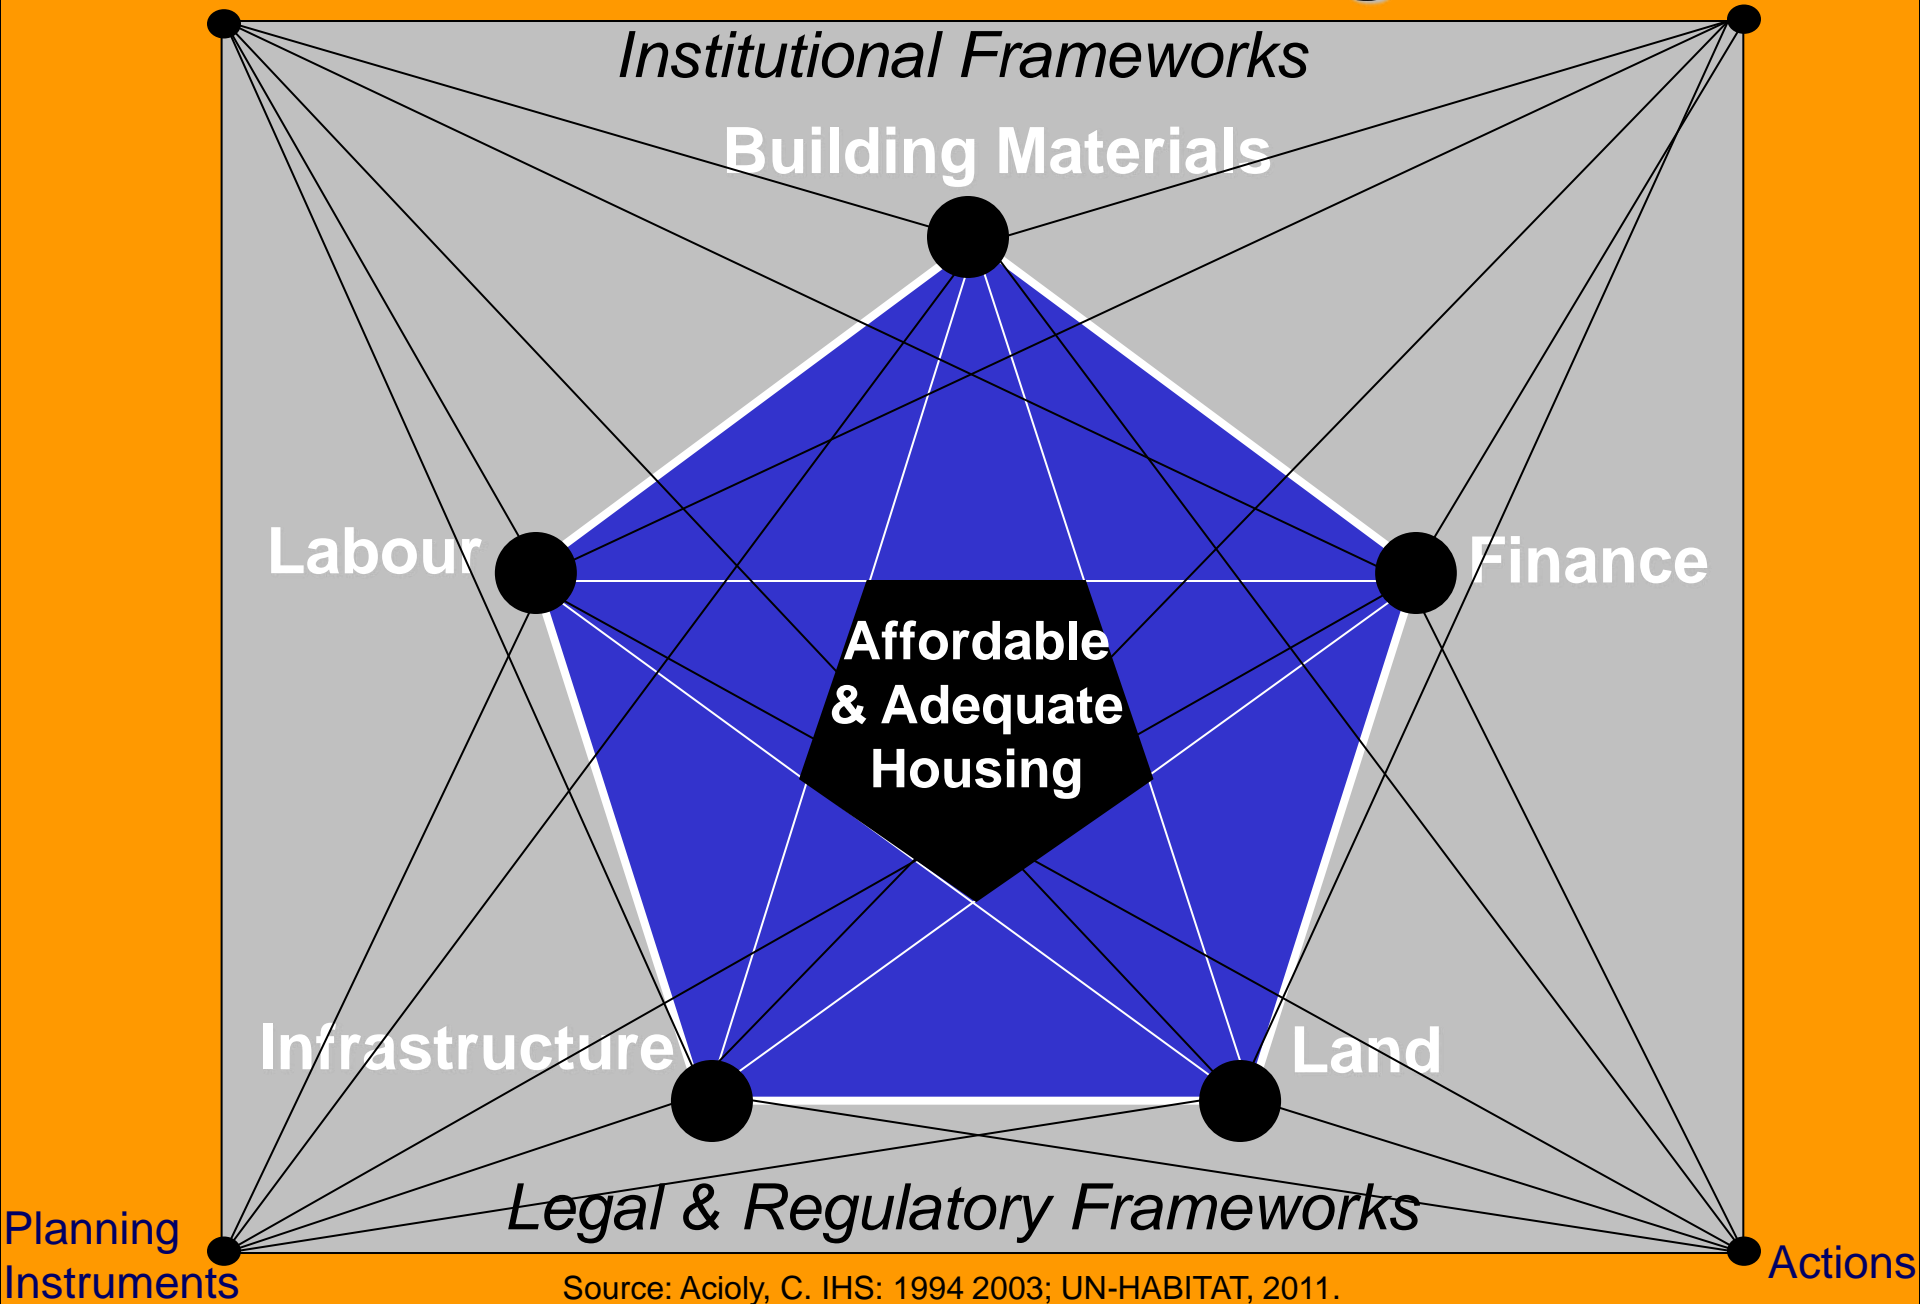 Institutional Frameworks
Building Materials
Labour
Finance
Affordable
& Adequate
Housing
Infrastructure
Land
Legal & Regulatory Frameworks
Planning
Instruments
Actions
Source: Acioly, C. IHS: 1994 2003; UN-HABITAT, 2011.